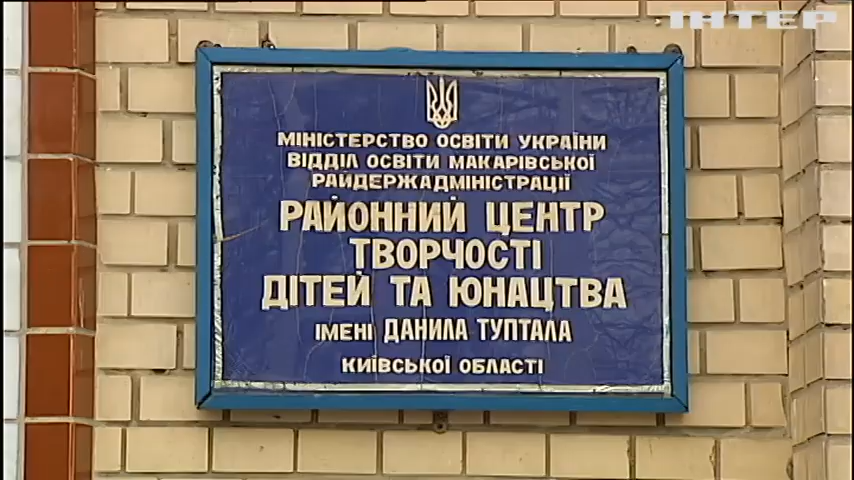 ІНТЕР
МІНІСТЕРСТВО ОСВІТИ УКРАЇНИ
ВІДДІЛ ОСВІТИ МАКАРІВСЬКОЇ
РАЙДЕРЖАДМІНІСТРАЦІЇ
РАЙОННИЙ ЦЕНТР
ТВОРЧОСТІ
ДІТЕЙ ТА ЮНАЦТВА
ІМЕНІ ДАНИЛА ТУПТАЛА
КИЇВСЬКОЇ ОБЛАСТІ